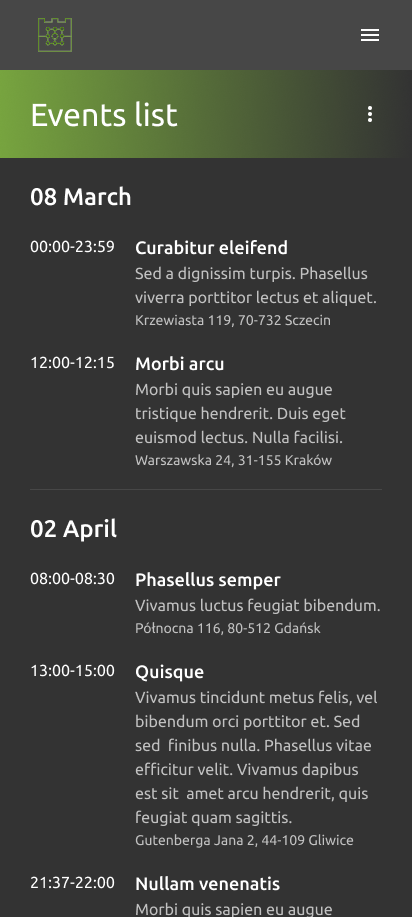 Events list
08 March
00:00-23:59
Curabitur eleifend
Sed a dignissim turpis. Phasellus
viverra porttitor lectus et aliquet.
Krzewiasta 119, 70-732 Sczecin
12:00-12:15
Morbi arcu
Morbi quis sapien eu augue
tristique hendrerit. Duis eget
euismod lectus. Nulla facilisi.
Warszawska 24, 31-155 Kraków
02 April
08:00-08:30
Phasellus semper
Vivamus luctus feugiat bibendum.
Północna 116, 80-512 Gdańsk
13:00-15:00
Quisque
Vivamus tincidunt metus felis, vel
bibendum orci porttitor et. Sed
sed  finibus nulla. Phasellus vitae
efficitur velit. Vivamus dapibus
est sit  amet arcu hendrerit, quis
feugiat quam sagittis.
Gutenberga Jana 2, 44-109 Gliwice
21:37-22:00
Nullam venenatis
Morbi quis sapien eu augue